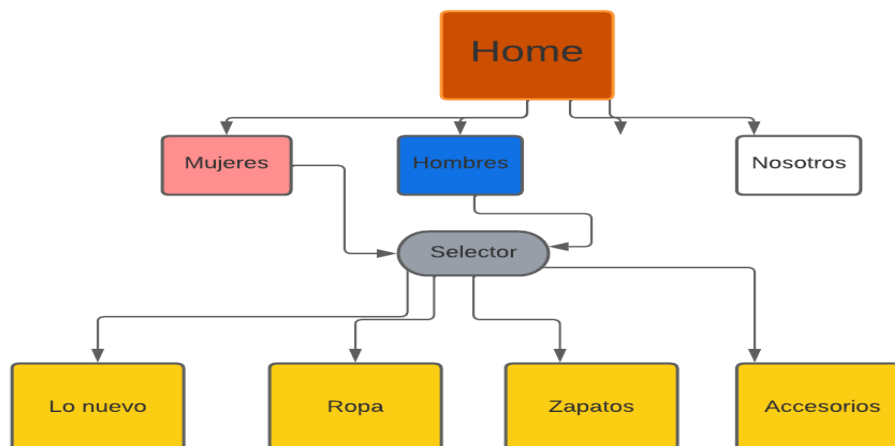 Home
Mujeres
Hombres
Nosotros
Selector
Lo nuevo
Ropa
Zapatos
Accesorios